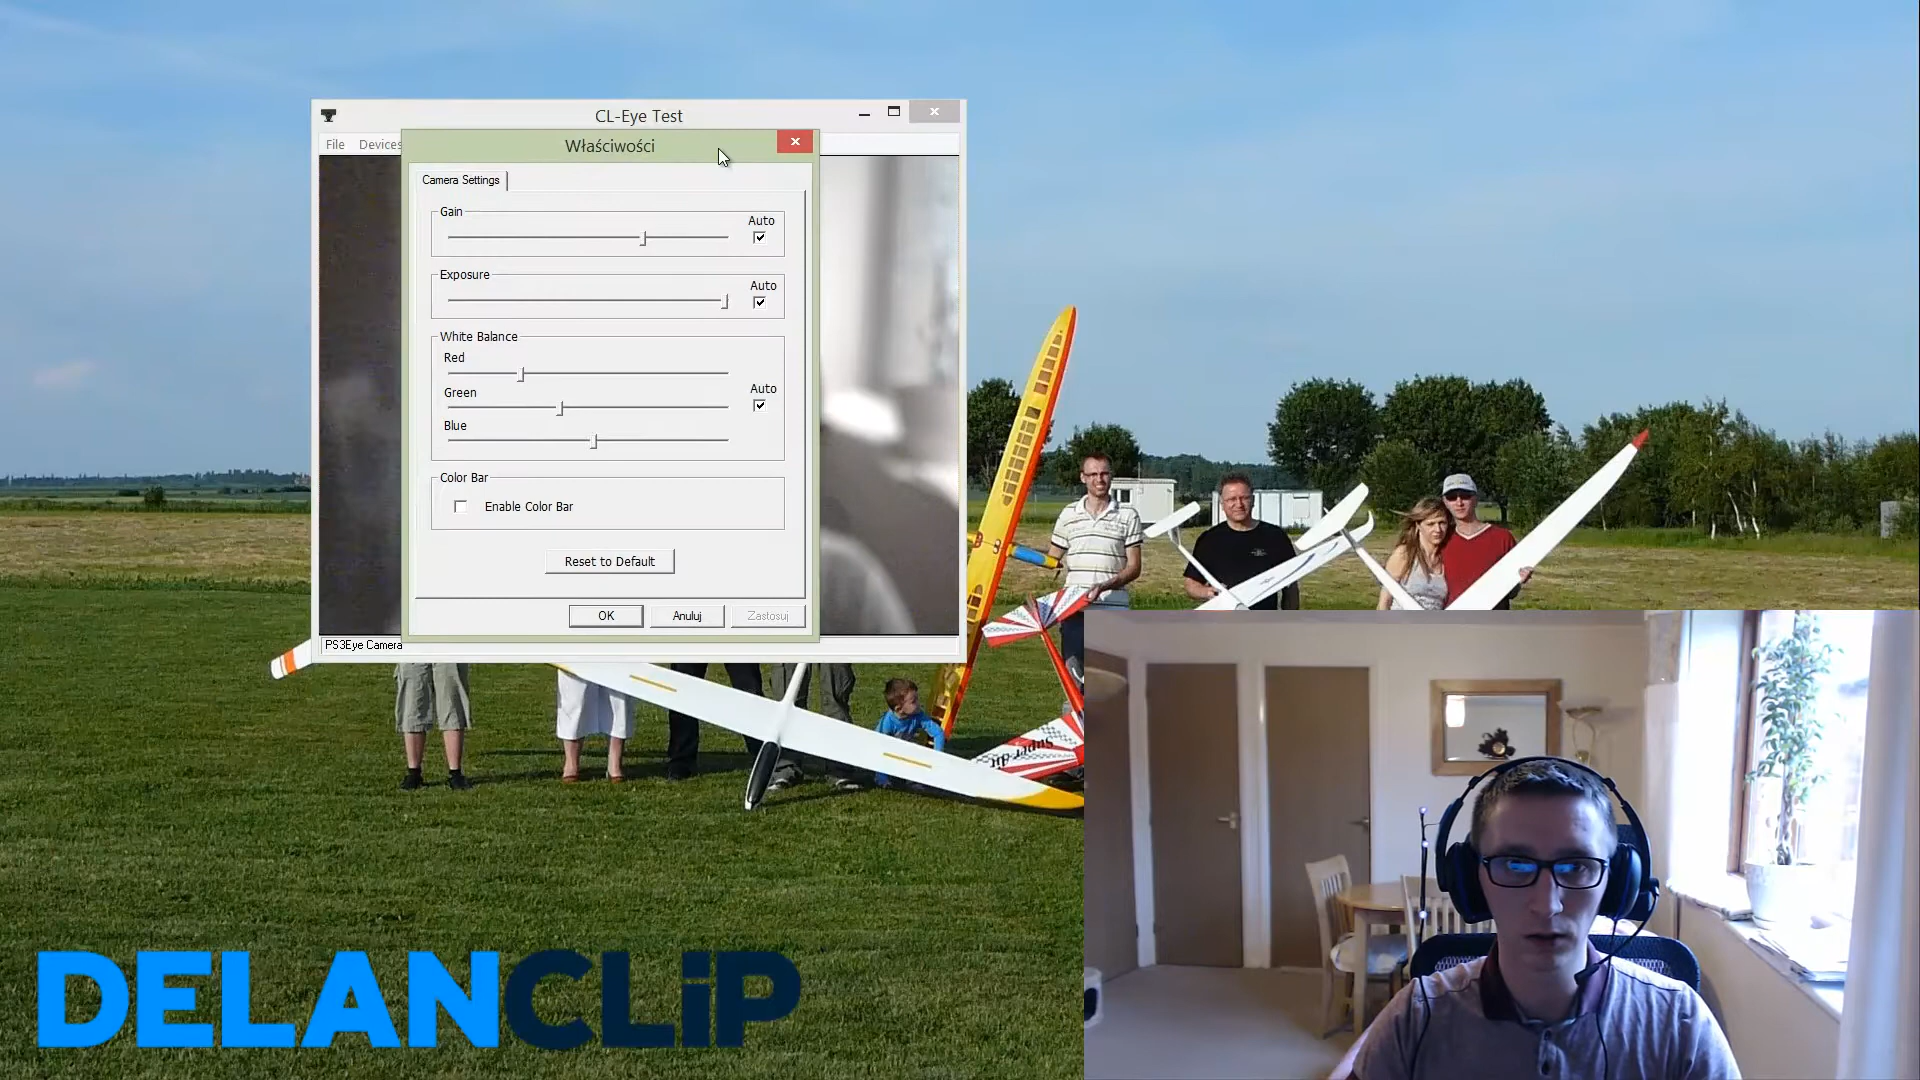 CL-Eye Test
File Devices
Właściwości
Camera Settings
Gain
Auto
Exposure
Auto
White Balance
Red
Green
Auto
Blue
Color Bar
Enable Color Bar
Reset to Default
OK Anuluj Zastosuj
PS3Eye Camera
Super
DELANCLiP